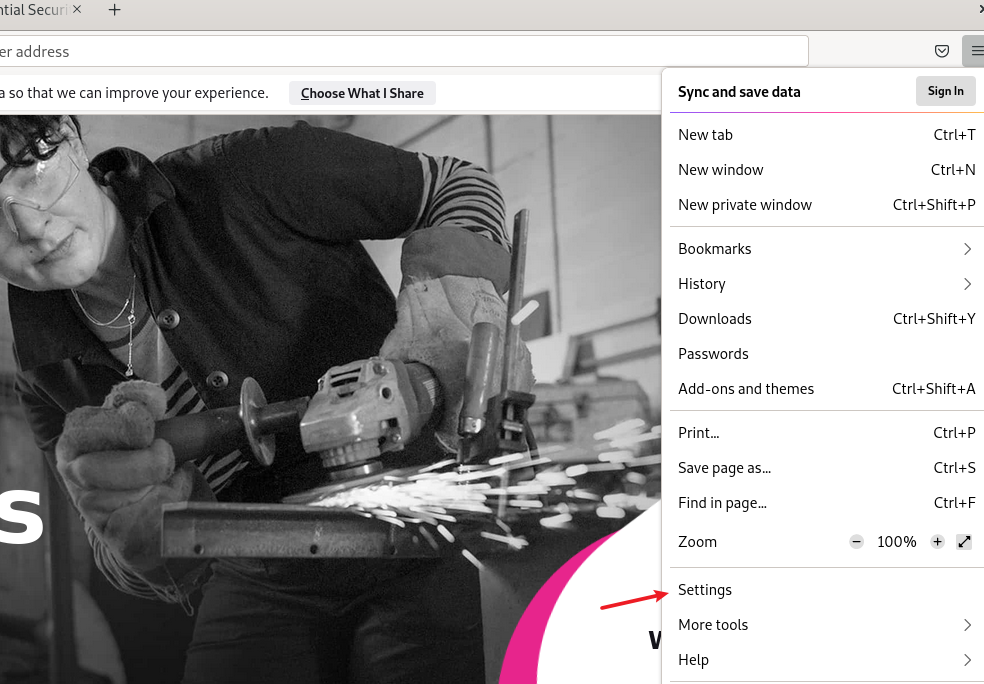 ntial Securi
er address
a so that we can improve your experience. Choose What I Share
Sync and save data Sign In
New tab Ctrl+T
New window Ctrl+N
New private window Ctrl+Shift+P
Bookmarks
History
Downloads Ctrl+Shift+Y
Passwords
Add-ons and themes Ctrl+Shift+A
Print... Ctrl+P
Save page as... Ctrl+S
Find in page... Ctrl+F
Zoom 100%
s
Settings
w
More tools
Help